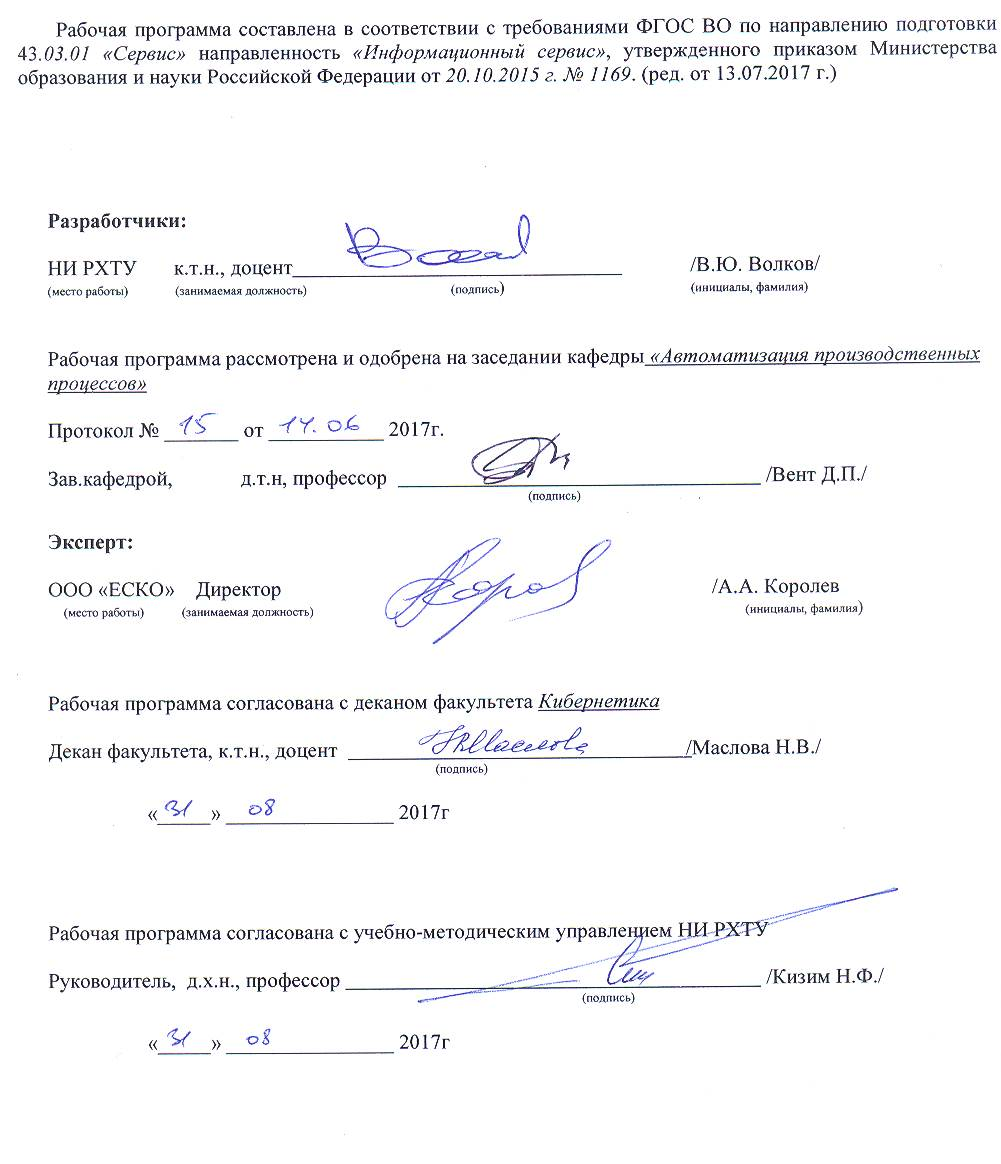 Рабочая программа составлена в соответствии с требованиями ФГОС ВО по направлению подготовки
43.03.01 «Сервис» направленность «Информационный сервис», утвержденного приказом Министерства
образования и науки Российской Федерации от 20.10.2015 г. № 1169. (ред. от 13.07.2017 г.)
Разработчики:
НИ РХТУ к.т.н., доцент /В.Ю. Волков/
(место работы) (занимаемая должность) (подпись) (инициалы, фамилия)
Рабочая программа рассмотрена и одобрена на заседании кафедры «Автоматизация производственных
процессов»
Протокол № 15 от 14.06 2017г.
Зав.кафедрой, д.т.н, профессор /Вент Д.П./
(подпись)
Эксперт:
ООО «ЕСКО» Директор /А.А. Королев
(место работы) (занимаемая должность) (инициалы, фамилия)
Рабочая программа согласована с деканом факультета Кибернетика
Декан факультета, к.т.н., доцент /Маслова Н.В./
(подпись)
«31» 08 2017г
Рабочая программа согласована с учебно-методическим управлением НИ РХТУ
Руководитель, д.х.н., профессор /Кизим Н.Ф./
(подпись)
«31» 08 2017г